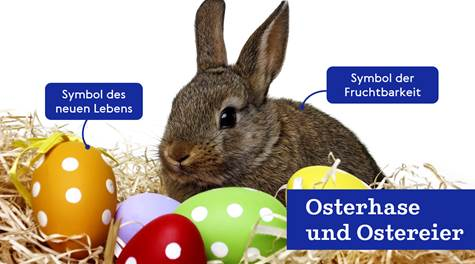 Symbol des
neuen Lebens
Symbol der
Fruchtbarkeit
Osterhase
und Ostereier